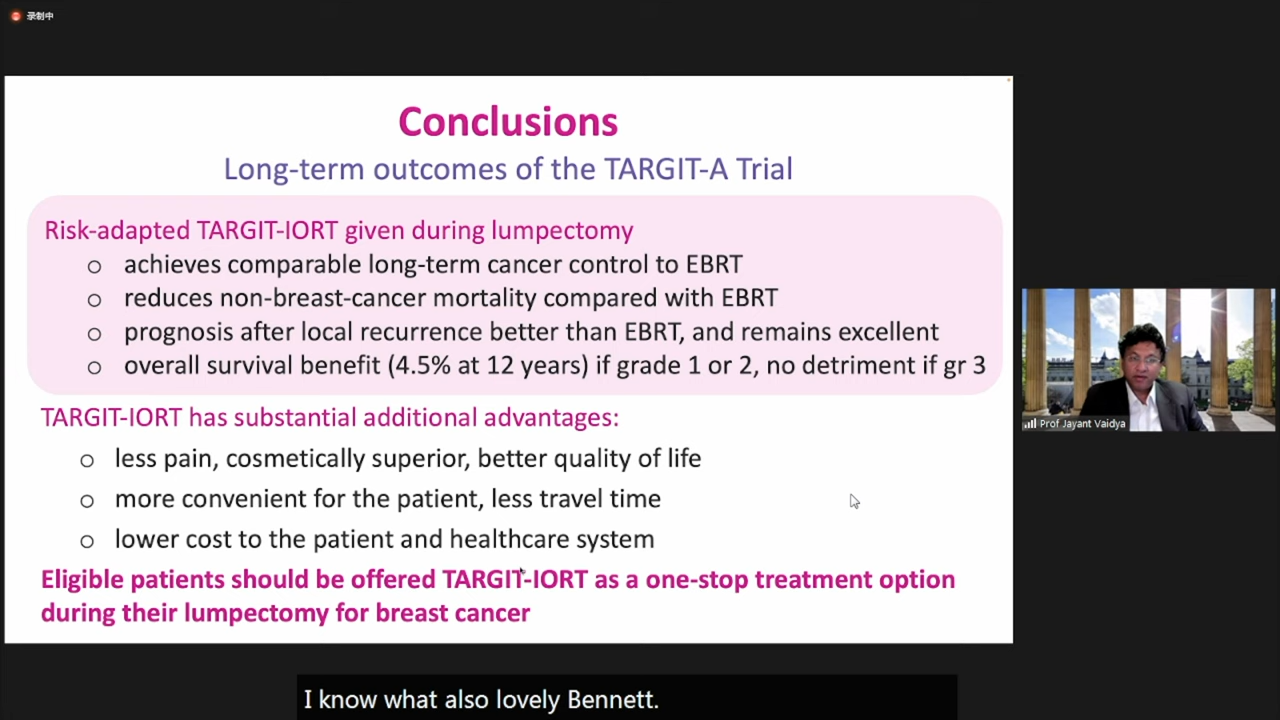 录制中
Conclusions
Long-term outcomes of the TARGIT-A Trial
Risk-adapted TARGIT-IORT given during lumpectomy
o achieves comparable long-term cancer control to EBRT
o reduces non-breast-cancer mortality compared with EBRT
o prognosis after local recurrence better than EBRT, and remains excellent
o overall survival benefit (4.5% at 12 years) if grade 1 or 2, no detriment if gr 3
TARGIT-IORT has substantial additional advantages:
o less pain, cosmetically superior, better quality of life
o more convenient for the patient, less travel time
o lower cost to the patient and healthcare system
Eligible patients should be offered TARGIT-IORT as a one-stop treatment option
during their lumpectomy for breast cancer
Prof Jayant Vaidya
I know what also lovely Bennett.